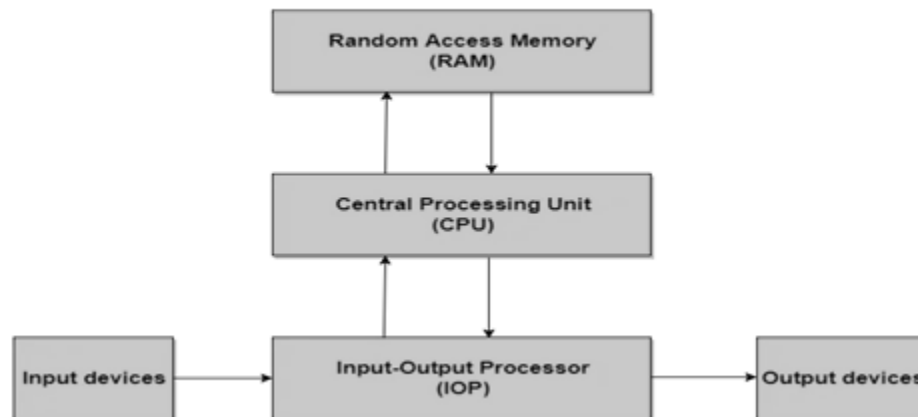 Random Access Memory
(RAM)
Central Processing Unit
(CPU)
Input devices
Input-Output Processor
(IOP)
Output devices